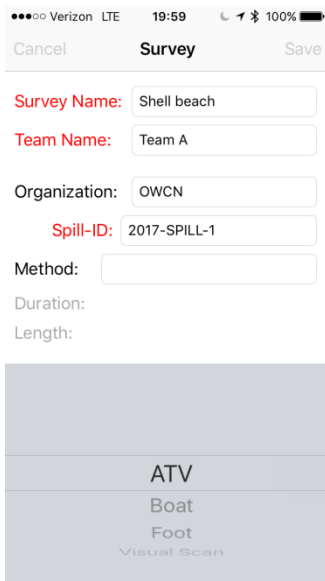 Verizon LTE 19:59 100%
Cancel Survey Save
Survey Name: Shell beach
Team Name: Team A
Organization: OWCN
Spill-ID: 2017-SPILL-1
Method:
Duration:
Length:
ATV
Boat
Foot
Visual Scan